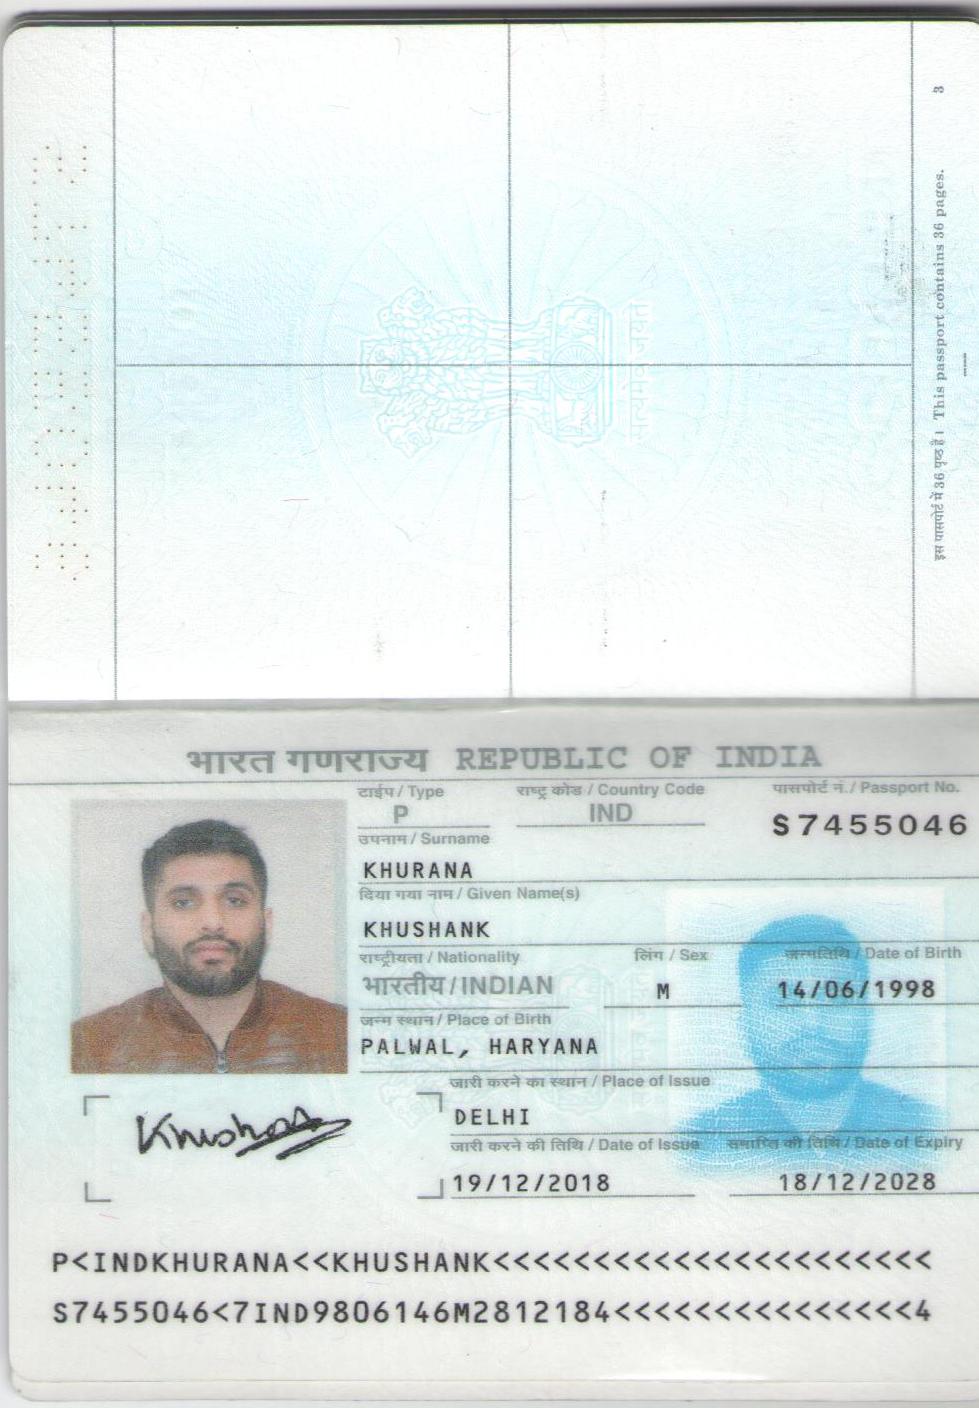 3
इस पासपोर्ट में 36 पृष्ठ हैं। This passport contains 36 pages.
भारत गणराज्य REPUBLIC OF INDIA
टाईप / Type राष्ट्र कोड / Country Code पासपोर्ट नं. / Passport No.
P IND S7455046
उपनाम / Surname
KHURANA
दिया गया नाम / Given Name(s)
KHUSHANK
राष्ट्रीयता / Nationality लिंग / Sex जन्मतिथि / Date of Birth
भारतीय / INDIAN M 14/06/1998
जन्म स्थान / Place of Birth
PALWAL, HARYANA
जारी करने का स्थान / Place of Issue
DELHI
जारी करने की तिथि / Date of Issue समाप्ति की तिथि / Date of Expiry
19/12/2018 18/12/2028
P<INDKHURANA<<KHUSHANK<<<<<<<<<<<<<<<<<<<<<<
S7455046<7IND9806146M2812184<<<<<<<<<<<<<<<4